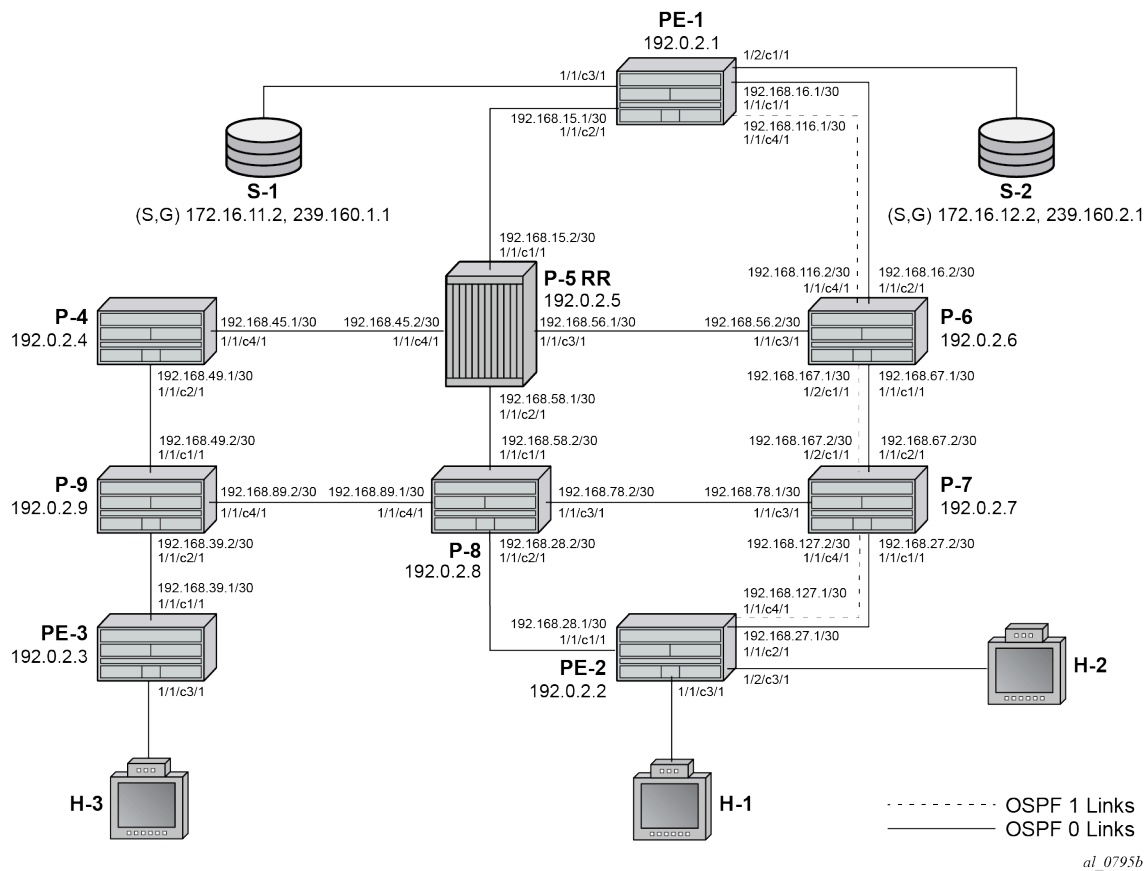 PE-1
192.0.2.1
1/2/c1/1
1/1/c3/1
192.168.16.1/30
1/1/c1/1
192.168.15.1/30
1/1/c2/1
192.168.116.1/30
1/1/c4/1
S-1
(S,G) 172.16.11.2, 239.160.1.1
S-2
(S,G) 172.16.12.2, 239.160.2.1
192.168.15.2/30
1/1/c1/1
P-5 RR
192.0.2.5
192.168.116.2/30
1/1/c4/1
192.168.16.2/30
1/1/c2/1
P-4
192.0.2.4
192.168.45.1/30
1/1/c4/1
192.168.45.2/30
1/1/c4/1
192.168.56.1/30
1/1/c3/1
192.168.56.2/30
1/1/c3/1
P-6
192.0.2.6
192.168.49.1/30
1/1/c2/1
192.168.58.1/30
1/1/c2/1
192.168.167.1/30
1/2/c1/1
192.168.67.1/30
1/1/c1/1
192.168.49.2/30
1/1/c1/1
192.168.58.2/30
1/1/c1/1
192.168.167.2/30
1/2/c1/1
192.168.67.2/30
1/1/c2/1
P-9
192.0.2.9
192.168.89.2/30
1/1/c4/1
192.168.89.1/30
1/1/c4/1
192.168.78.2/30
1/1/c3/1
192.168.78.1/30
1/1/c3/1
P-7
192.0.2.7
192.168.39.2/30
1/1/c2/1
P-8
192.0.2.8
192.168.28.2/30
1/1/c2/1
192.168.127.2/30
1/1/c4/1
192.168.27.2/30
1/1/c1/1
192.168.39.1/30
1/1/c1/1
192.168.127.1/30
1/1/c4/1
PE-3
192.0.2.3
192.168.28.1/30
1/1/c1/1
192.168.27.1/30
1/1/c2/1
PE-2
192.0.2.2
1/2/c3/1
1/1/c3/1
1/1/c3/1
H-2
H-3
H-1
OSPF 1 Links
OSPF 0 Links
al_0795b